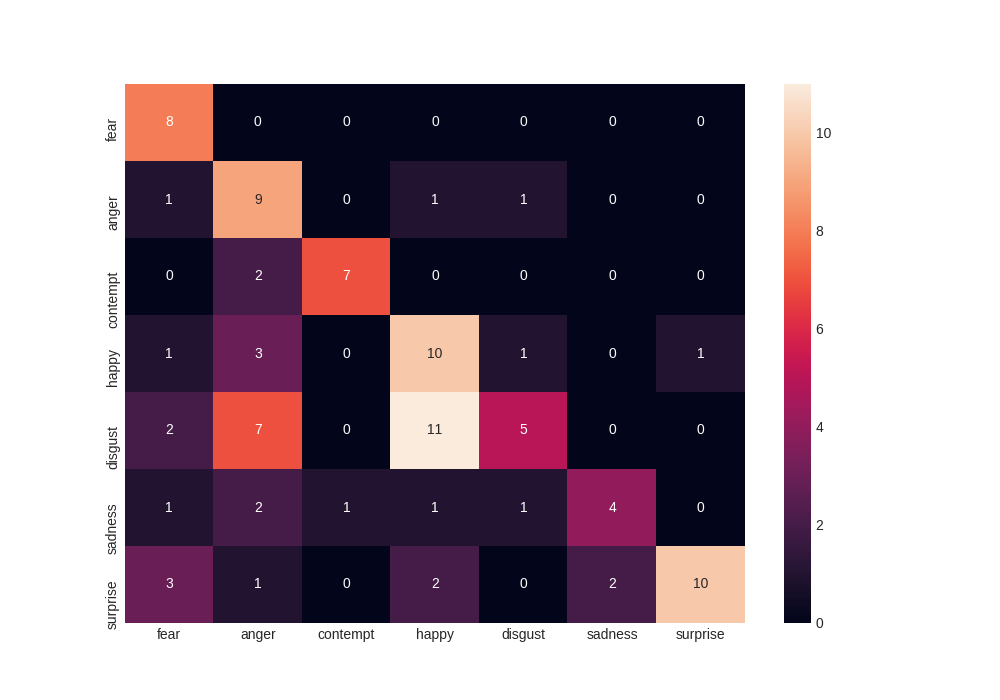 fear 8 0 0 0 0 0 0
10
anger 1 9 0 1 1 0 0
8
contempt 0 2 7 0 0 0 0
6
happy 1 3 0 10 1 0 1
disgust 2 7 0 11 5 0 0
4
sadness 1 2 1 1 1 4 0
2
surprise 3 1 0 2 0 2 10
0
fear anger contempt happy disgust sadness surprise